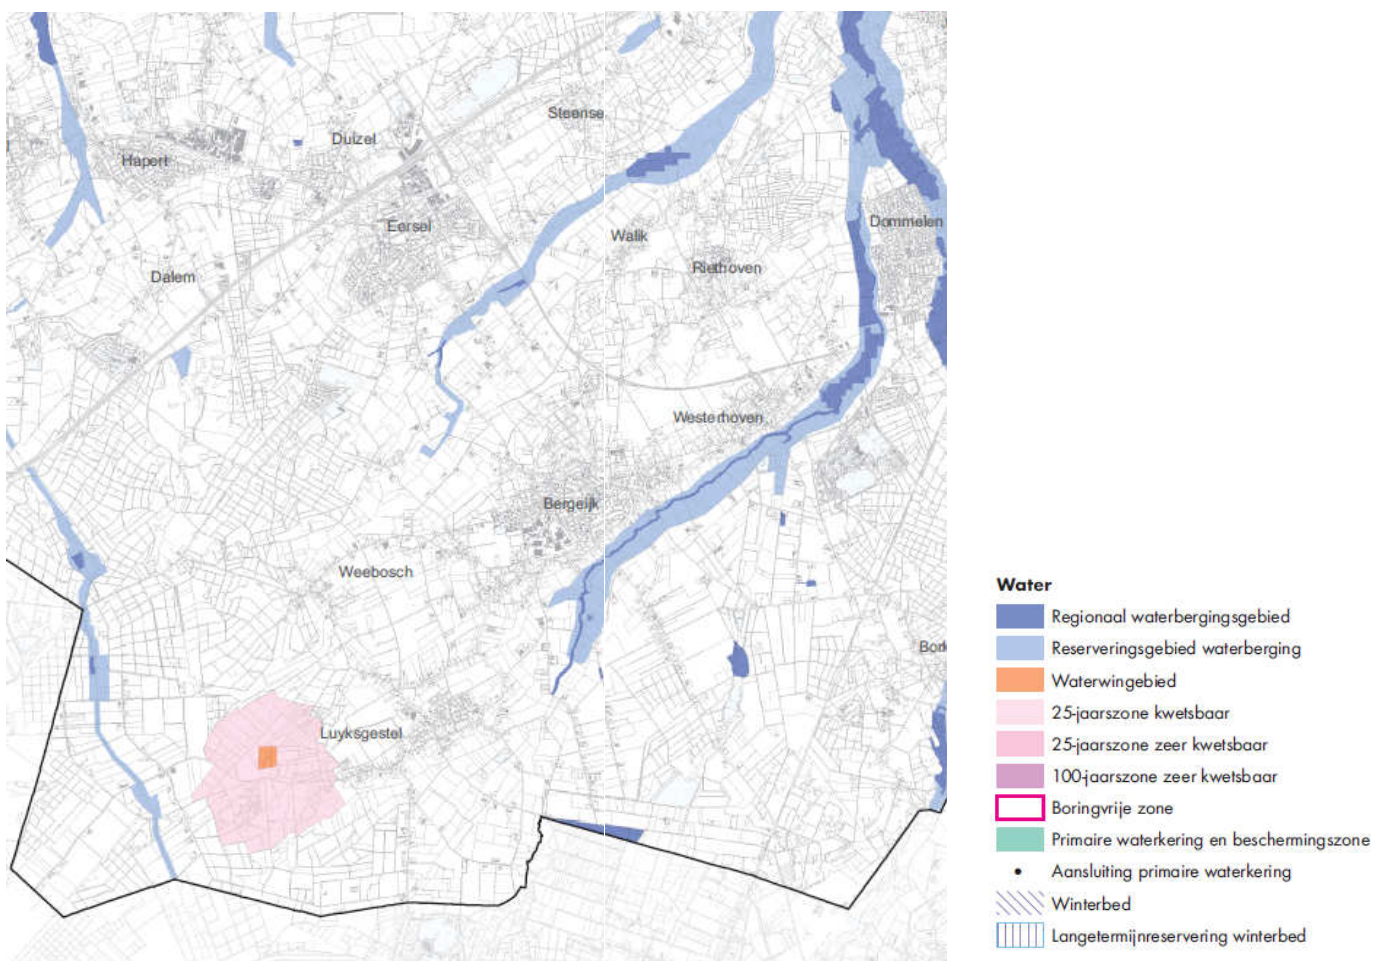 Steense
Duizel
Hapert
Eersel
Dommelen
Walik
Riethoven
Dalem
Westerhoven
Bergeijk
Weebosch
Luyksgestel
Water
Regionaal waterbergingsgebied
Reserveringsgebied waterberging
Waterwingebied
25-jaarszone kwetsbaar
25-jaarszone zeer kwetsbaar
100-jaarszone zeer kwetsbaar
Boringvrije zone
Primaire waterkering en beschermingszone
Aansluiting primaire waterkering
Winterbed
Langetermijnreservering winterbed